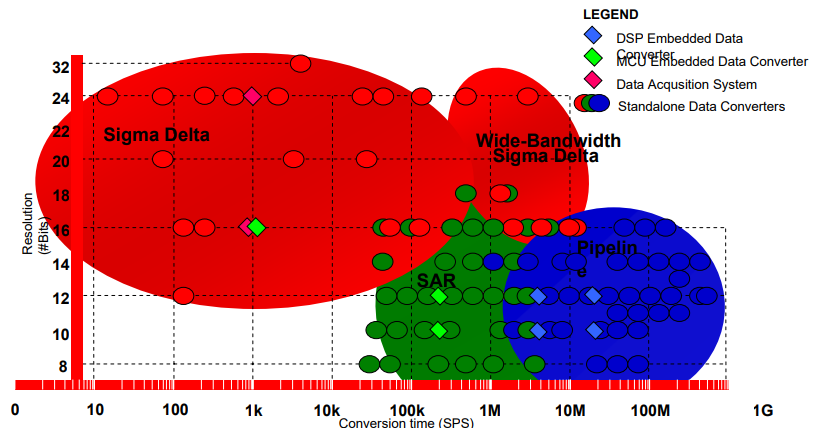 LEGEND
DSP Embedded Data
Converter
MCU Embedded Data Converter
Data Acqusition System
Standalone Data Converters
32
24
22
20
18
16
14
12
10
8
Resolution
(#Bits)
Sigma Delta
Wide-Bandwidth
Sigma Delta
SAR
Pipelin
e
0 10 100 1k 10k 100k 1M 10M 100M 1G
Conversion time (SPS)